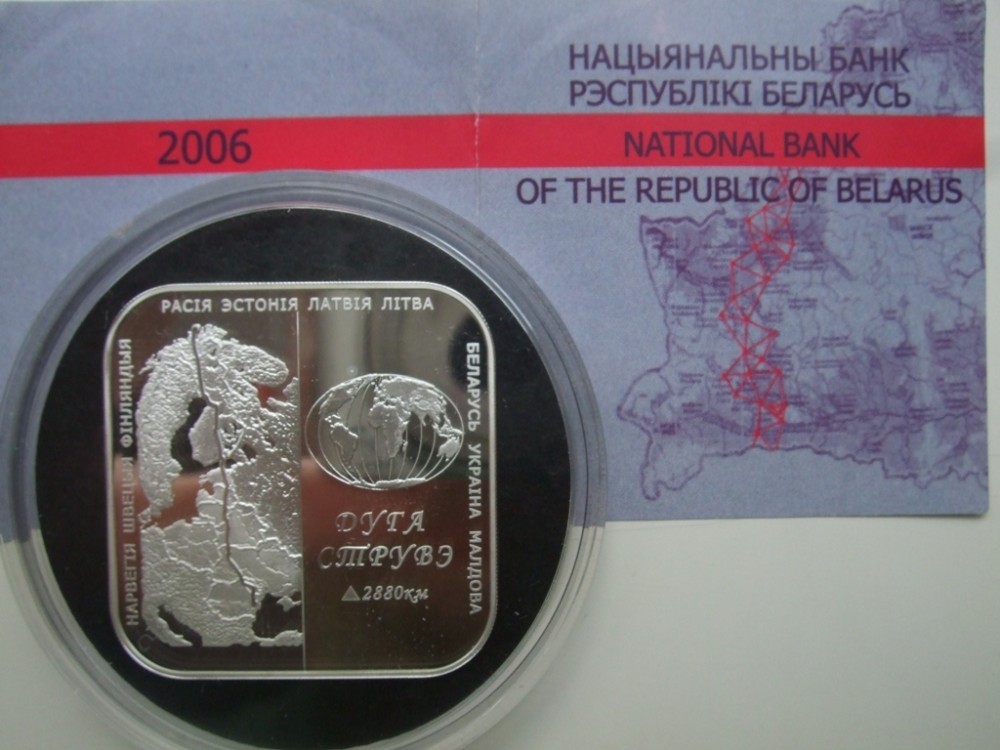 НАЦЫЯНАЛЬНЫ БАНК
РЭСПУБЛІКІ БЕЛАРУСЬ
2006
NATIONAL BANK
OF THE REPUBLIC OF BELARUS
НАРВЕГІЯ ШВЕЦЫЯ ФІНЛЯНДЫЯ
РАСІЯ ЭСТОНІЯ ЛАТВІЯ ЛІТВА
БЕЛАРУСЬ УКРАІНА МАЛДОВА
ДУГА
СТРУВЭ
2880км